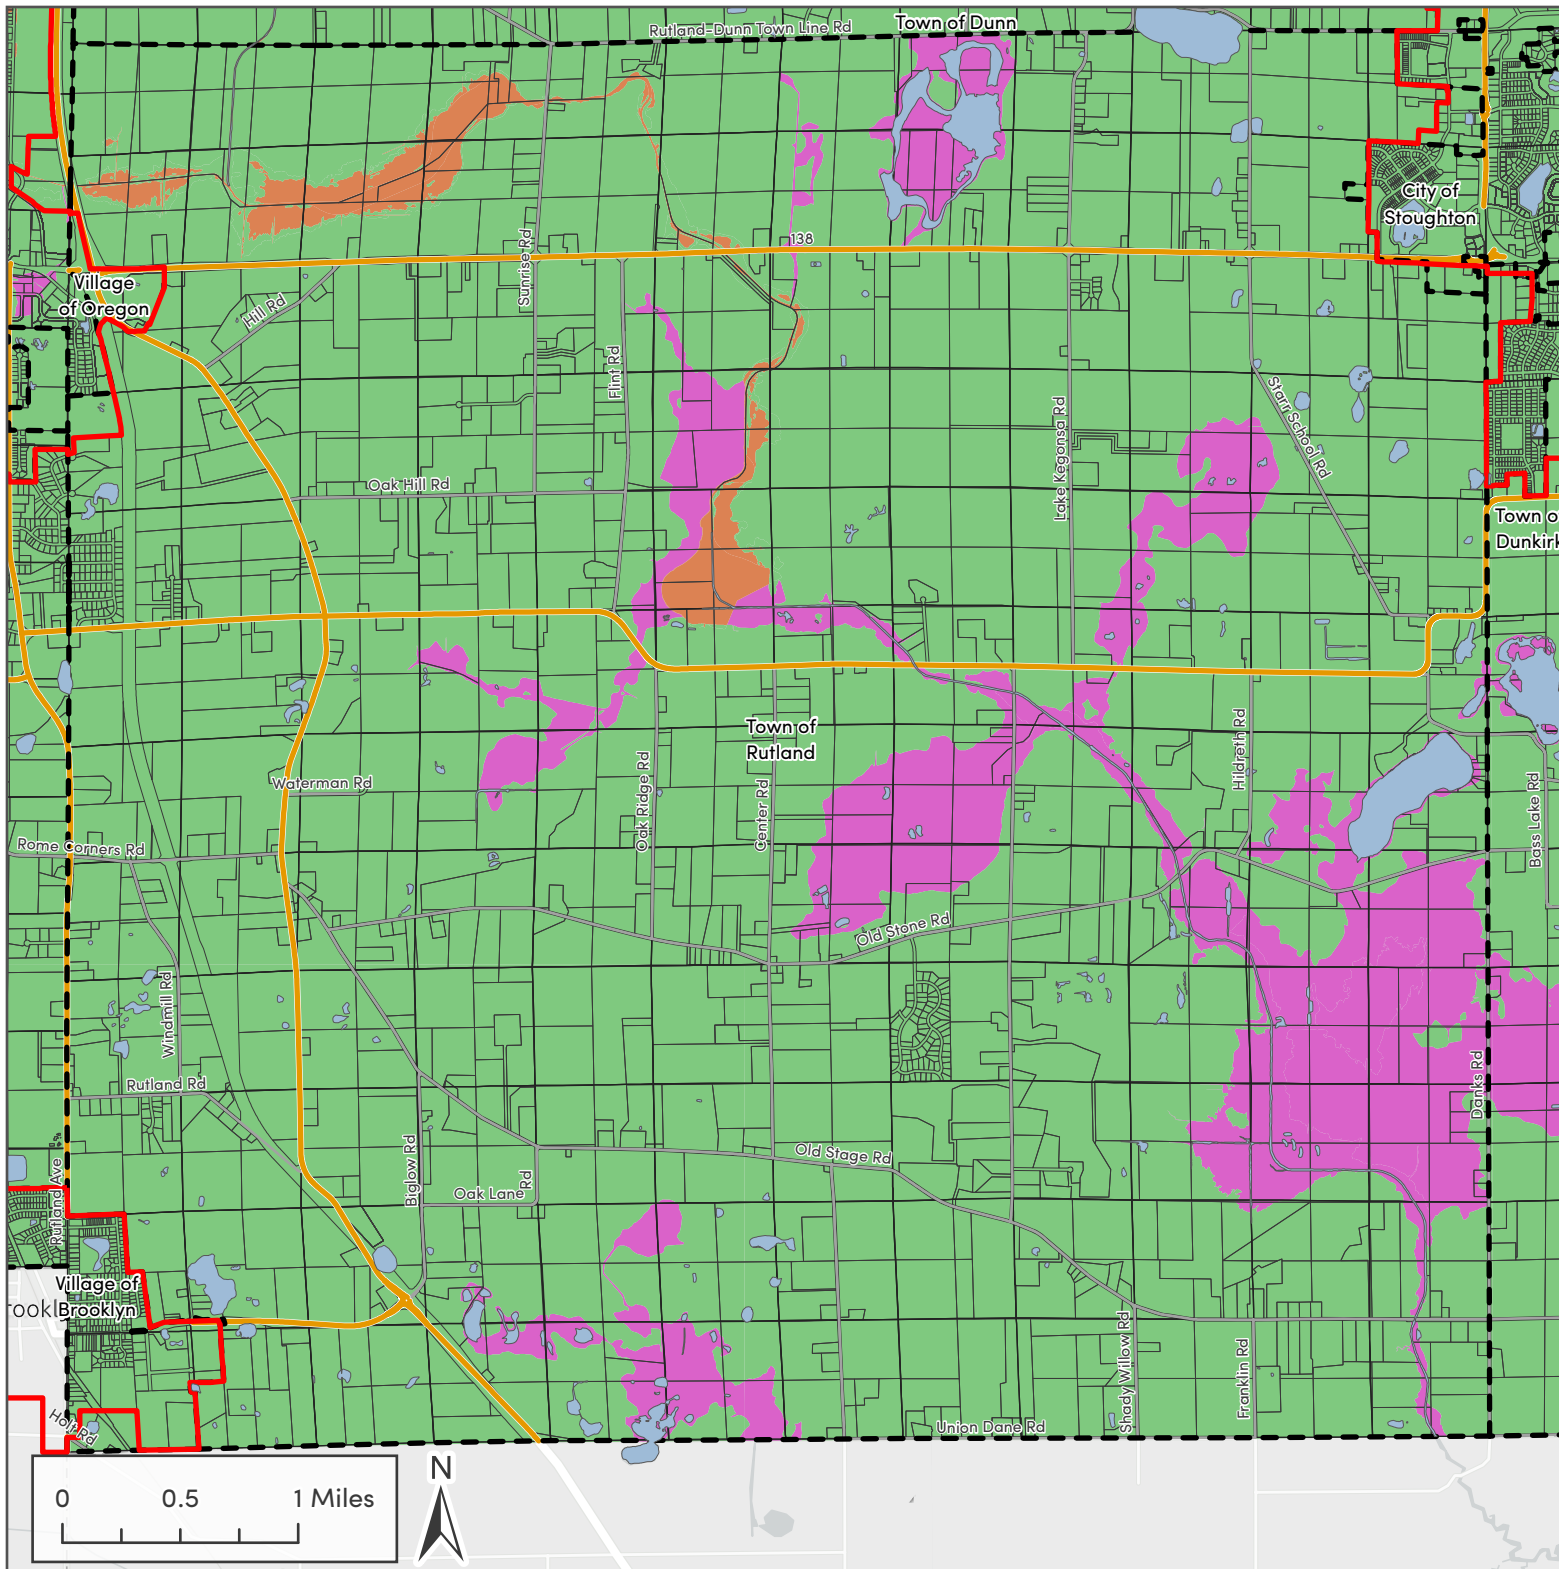 Town of Dunn
Rutland-Dunn Town Line Rd
City of
Stoughton
138
Village
of Oregon
Hill Rd
Sunrise Rd
Flint Rd
Starr School Rd
Lake Kegonsa Rd
Oak Hill Rd
Town o
Dunkirk
Town of
Rutland
Hildreth Rd
Oak Ridge Rd
Center Rd
Waterman Rd
Bass Lake Rd
Rome Corners Rd
Old Stone Rd
Windmill Rd
Rutland Rd
Danks Rd
Biglow Rd
Old Stage Rd
Oak Lane Rd
Rutland Ave
Village of
rookl Brooklyn
Shady Willow Rd
Franklin Rd
Holt Rd
Union Dane Rd
N
0 0.5 1 Miles